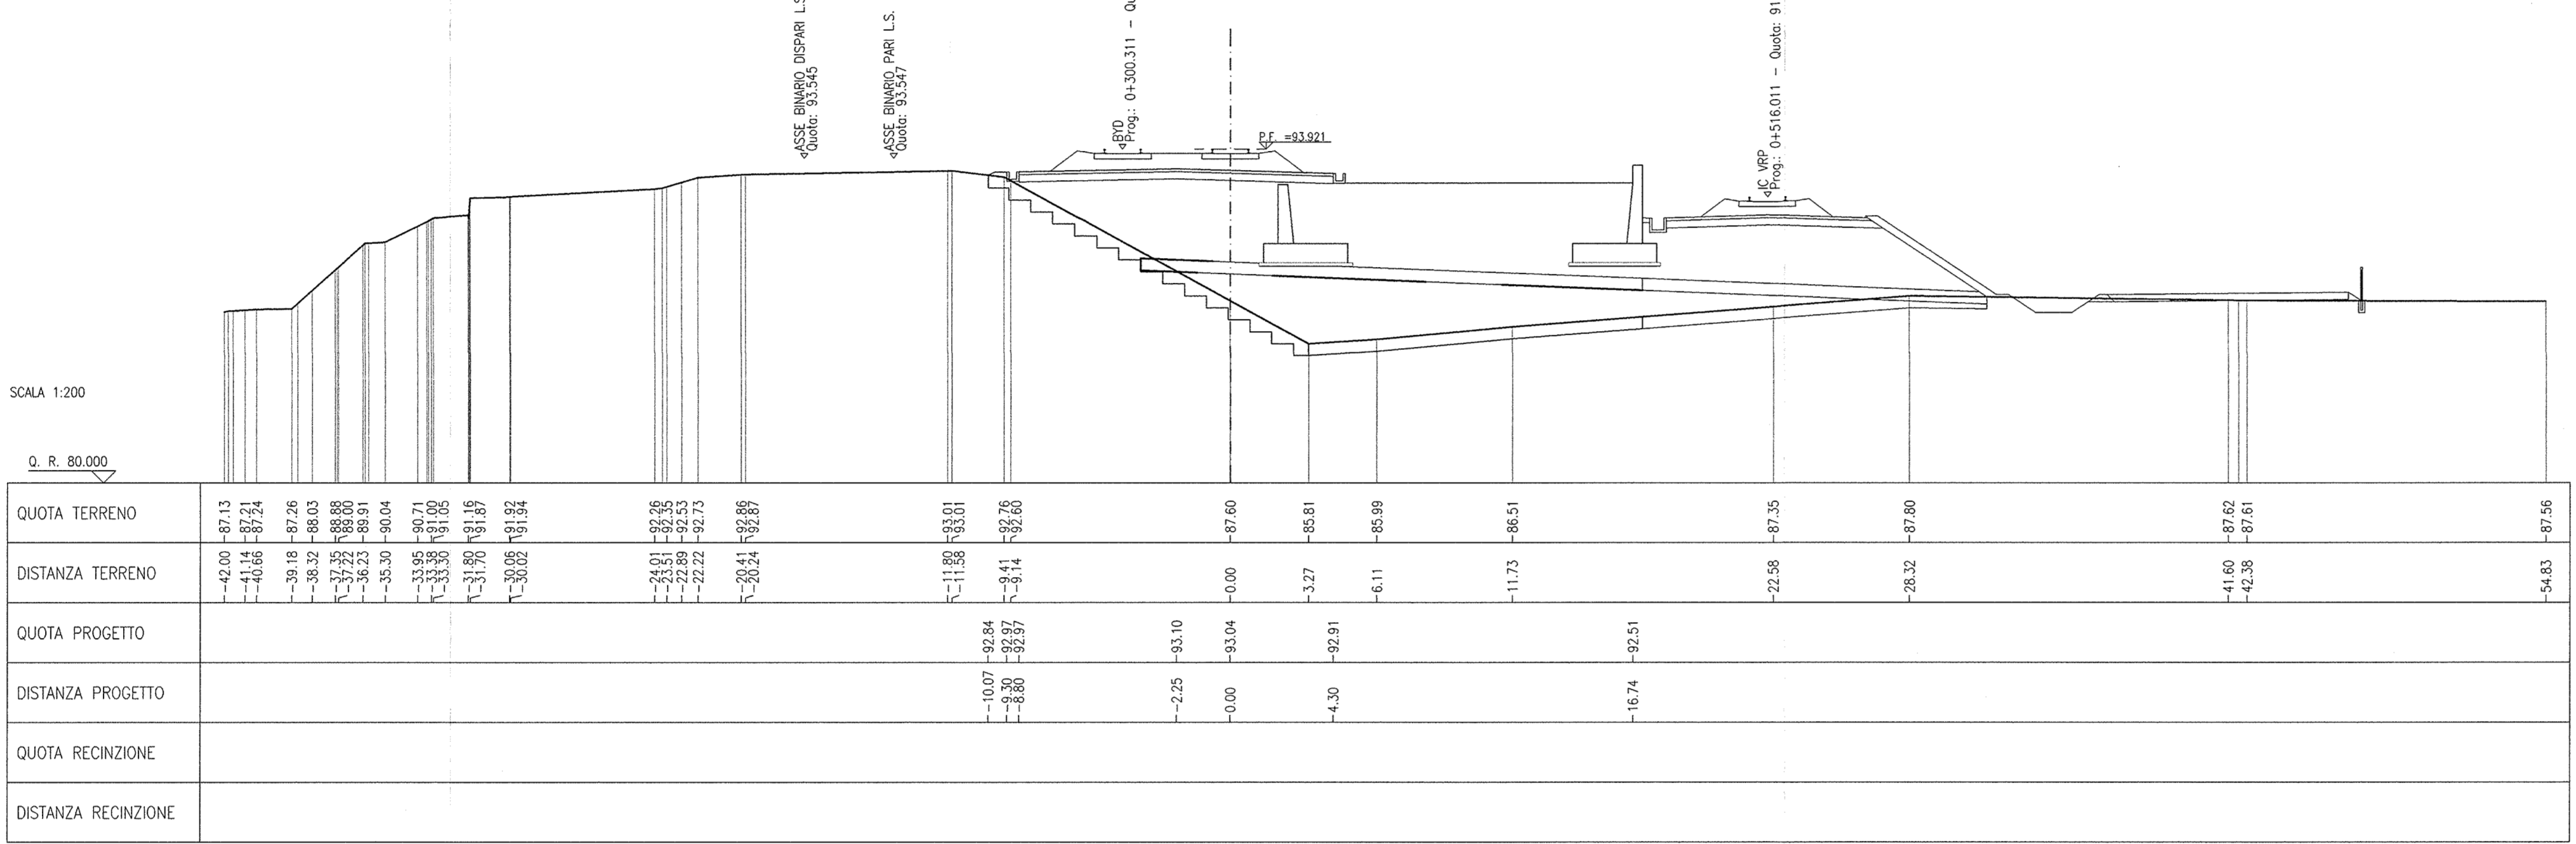 ASSE BINARIO DISPARI L.S.
Quota: 93.545
ASSE BINARIO PARI L.S.
Quota: 93.547
BYD
Prog.: 0+300.311 -
P.F. =93.921
IC VRP
Prog.: 0+516.011 - Quota: 91
SCALA 1:200
Q. R. 80.000
QUOTA TERRENO
87.13 87.21 87.24 87.26 88.03 88.88 89.00 89.91 90.04 90.71 91.00 91.05 91.16 91.87 91.92 91.94 92.26 92.35 92.53 92.73 92.86 92.87 93.01 93.01 92.76 92.60 87.60 85.81 85.99 86.51 87.35 87.80 87.62 87.61 87.56
DISTANZA TERRENO
-42.00 -41.14 -40.66 -39.18 -38.32 -37.35 -37.22 -36.23 -35.30 -33.95 -33.38 -33.30 -31.80 -31.70 -30.06 -30.02 -24.01 -23.51 -22.89 -22.22 -20.41 -20.24 -11.80 -11.58 -9.41 -9.14 0.00 3.27 6.11 11.73 22.58 28.32 41.60 42.38 54.83
QUOTA PROGETTO
92.84 92.97 92.97 93.10 93.04 92.91 92.51
DISTANZA PROGETTO
-10.07 -9.30 -8.80 -2.25 0.00 4.30 16.74
QUOTA RECINZIONE
DISTANZA RECINZIONE